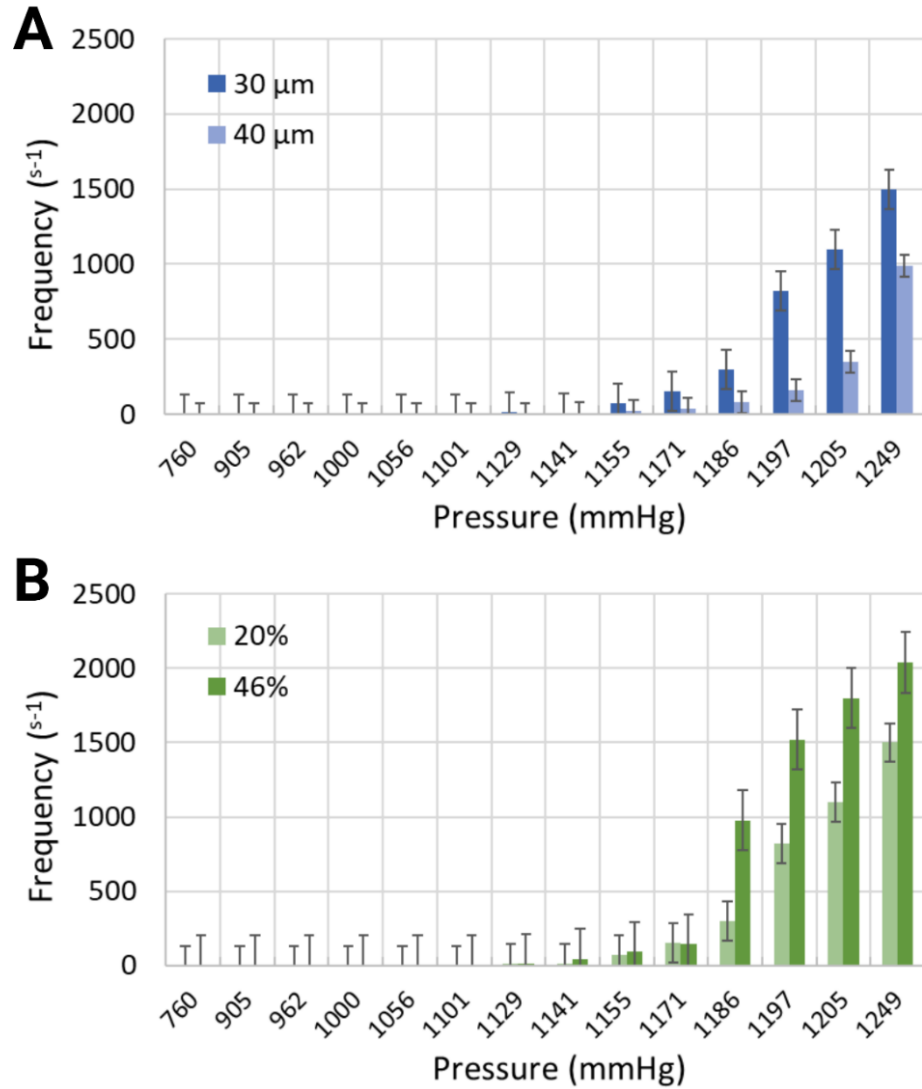 A
2500
2000
1500
1000
500
0
Frequency (s-1)
30 µm
40 µm
760 905 962 1000 1056 1101 1129 1141 1155 1171 1186 1197 1205 1249
Pressure (mmHg)
B
2500
2000
1500
1000
500
0
Frequency (s-1)
20%
46%
760 905 962 1000 1056 1101 1129 1141 1155 1171 1186 1197 1205 1249
Pressure (mmHg)